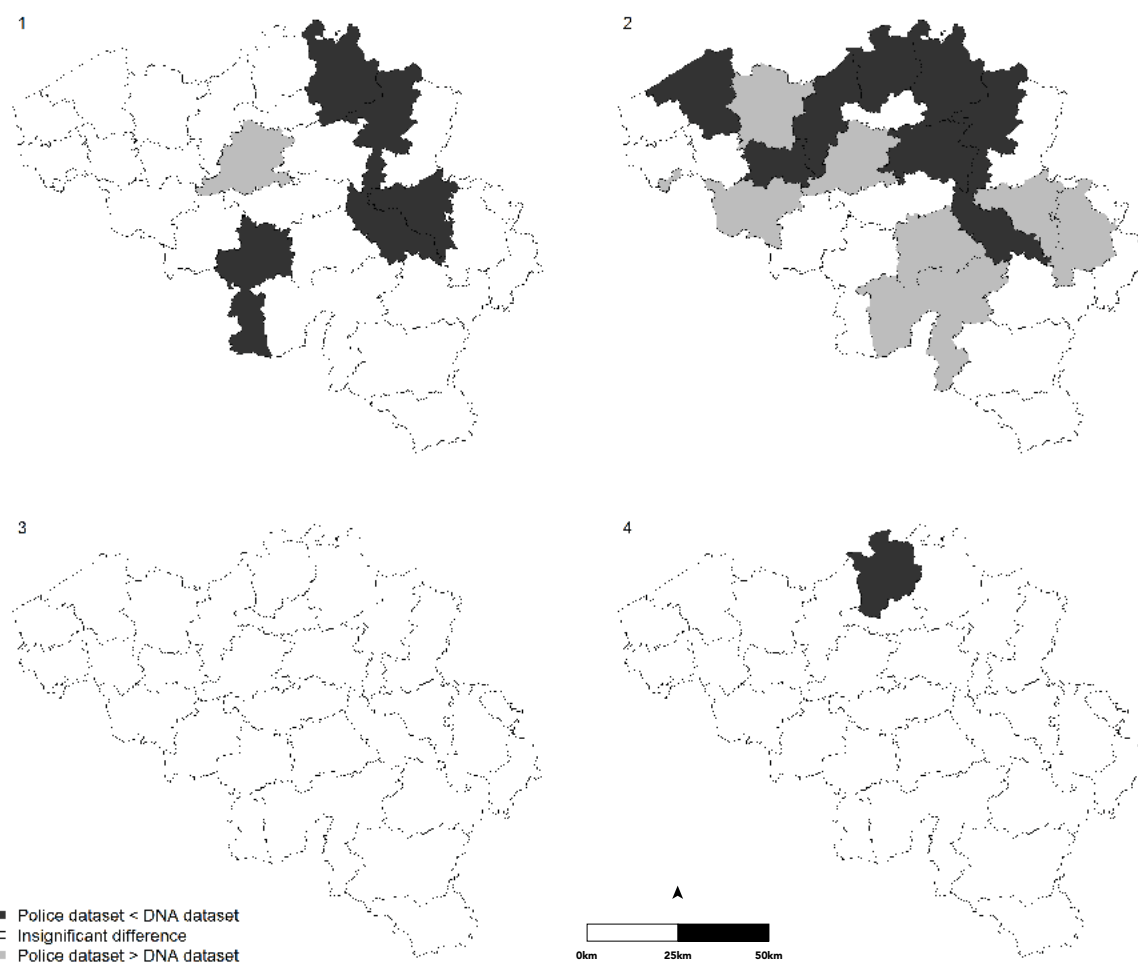 1
2
3
4
Police dataset < DNA dataset
Insignificant difference
Police dataset > DNA dataset
0km 25km 50km